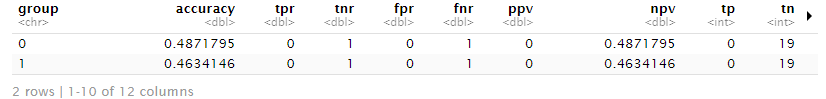 group accuracy tpr tnr fpr fnr ppv npv tp tn
<chr> <dbl> <dbl> <dbl> <dbl> <dbl> <dbl> <dbl> <int> <int>
0 0.4871795 0 1 0 1 0 0.4871795 0 19
1 0.4634146 0 1 0 1 0 0.4634146 0 19
2 rows | 1-10 of 12 columns